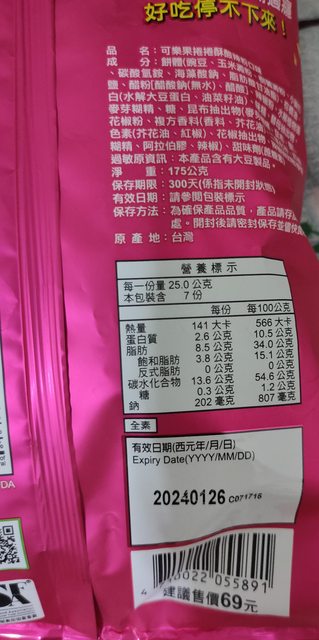 好吃停不下來!
品 名:可樂果捲捲酥
成 分:餅體(豌豆、玉米澱粉
、碳酸氫銨、海藻酸鈉、脂肪酸
鹽、醋粉[醋酸鈉(無水)、醋酸]
白(水解大豆蛋白、油菜籽油)
麥芽糊精、糖、昆布抽出物(麥
花椒粉、複方香料(香料、芥花油
色素(芥花油、紅椒)、花椒抽出物
糊精、阿拉伯膠、辣椒)、甜味劑
過敏原資訊:本產品含有大豆製品
淨 重:175公克
保存期限:300天(係指未開封狀態)
有效日期:請參閱包裝標示
保存方法:為確保產品品質,產品請存
處。開封後請密封保存並儘快
原 產 地:台灣
營養標示
每一份量 25.0 公克
本包裝含 7 份
每份 每100公克
熱量 141 大卡 566 大卡
蛋白質 2.6 公克 10.5 公克
脂肪 8.5 公克 34.0 公克
飽和脂肪 3.8 公克 15.1 公克
反式脂肪 0 公克 0 公克
碳水化合物 13.6 公克 54.6 公克
糖 0.3 公克 1.2 公克
鈉 202 毫克 807 毫克
全素
有效日期(西元年/月/日)
Expiry Date(YYYY/MM/DD)
20240126 C071716
022 055891
建議售價69元